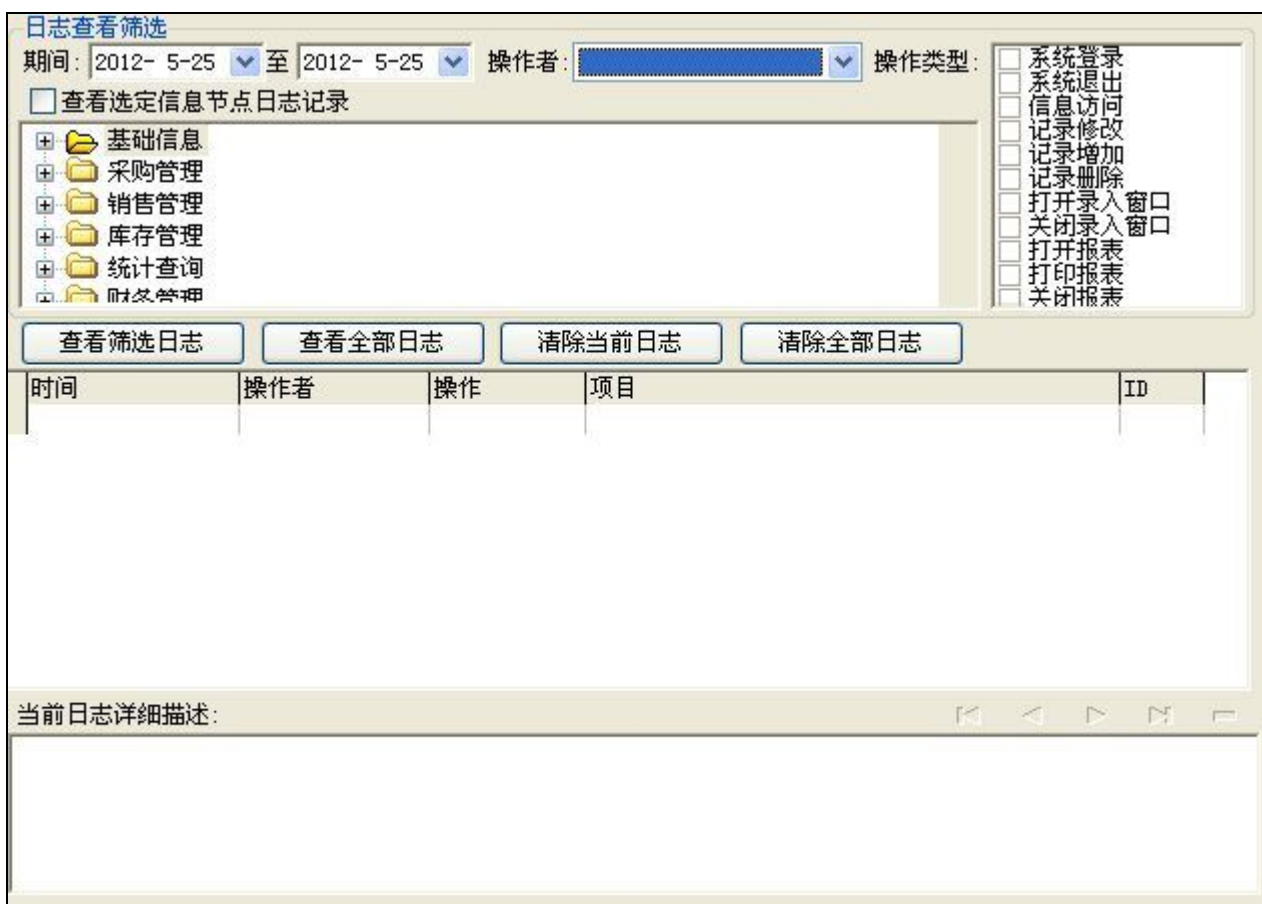 日志查看筛选
期间: 2012- 5-25 至 2012- 5-25 操作者: 操作类型:
系统登录
系统退出
信息访问
记录修改
记录增加
记录删除
打开录入窗口
关闭录入窗口
打开报表
打印报表
关闭报表
查看选定信息节点日志记录
基础信息
采购管理
销售管理
库存管理
统计查询
财务管理
查看筛选日志 查看全部日志 清除当前日志 清除全部日志
时间 操作者 操作 项目 ID
当前日志详细描述: